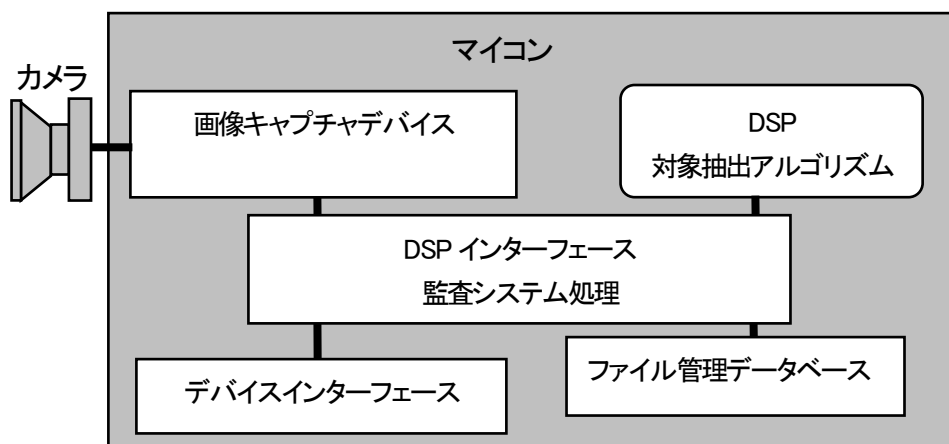 マイコン
カメラ
画像キャプチャデバイス
DSP
対象抽出アルゴリズム
DSP インターフェース
監査システム処理
デバイスインターフェース
ファイル管理データベース